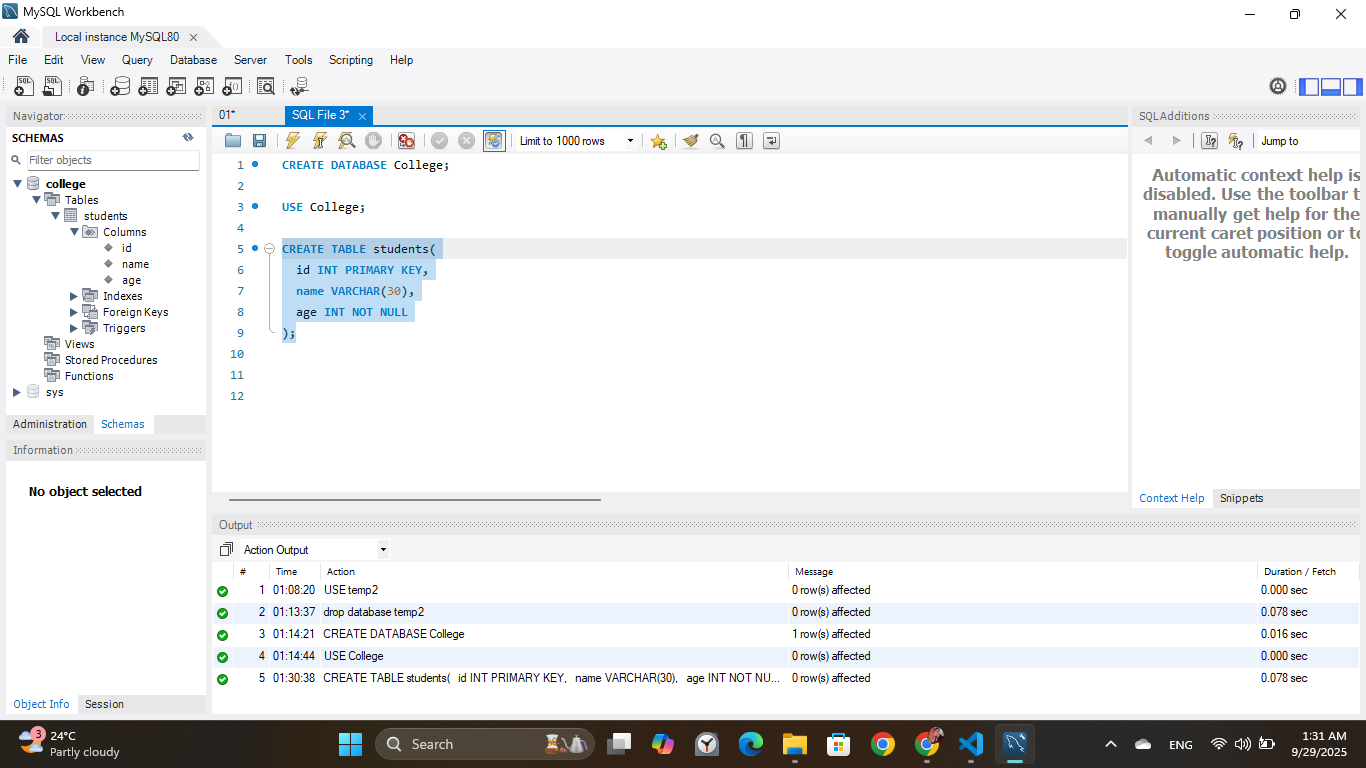 MySQL Workbench
Local instance MySQL80
File Edit View Query Database Server Tools Scripting Help
Navigator
SCHEMAS
Filter objects
college
Tables
students
Columns
id
name
age
Indexes
Foreign Keys
Triggers
Views
Stored Procedures
Functions
sys
Administration Schemas
Information
No object selected
Object Info Session
01* SQL File 3*
Limit to 1000 rows
1 CREATE DATABASE College;
2
3 USE College;
4
5 CREATE TABLE students(
6 id INT PRIMARY KEY,
7 name VARCHAR(30),
8 age INT NOT NULL
9 );
10
11
12
SQLAdditions
Jump to
Automatic context help is
disabled. Use the toolbar t
manually get help for the
current caret position or to
toggle automatic help.
Context Help Snippets
Output
Action Output
# Time Action Message Duration / Fetch
1 01:08:20 USE temp2 0 row(s) affected 0.000 sec
2 01:13:37 drop database temp2 0 row(s) affected 0.078 sec
3 01:14:21 CREATE DATABASE College 1 row(s) affected 0.016 sec
4 01:14:44 USE College 0 row(s) affected 0.000 sec
5 01:30:38 CREATE TABLE students( id INT PRIMARY KEY, name VARCHAR(30), age INT NOT NU... 0 row(s) affected 0.078 sec
3
24°C
Partly cloudy
Search
ENG
1:31 AM
9/29/2025